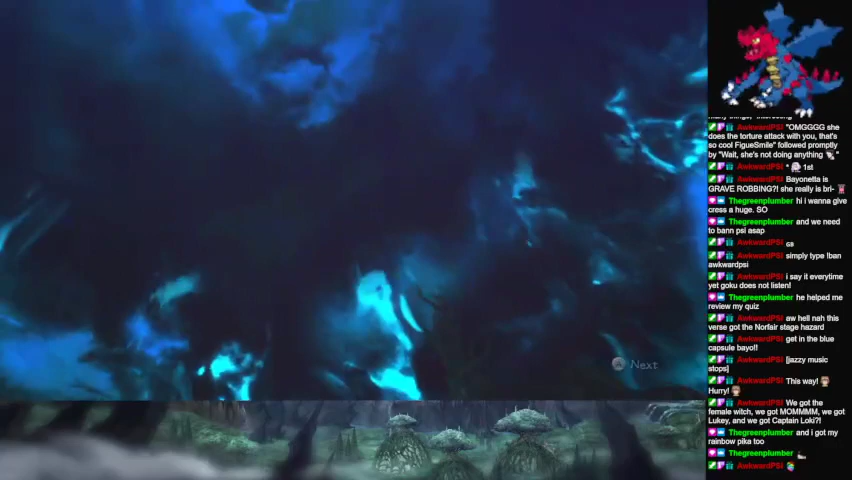 Next
AwkwardPSI "OMGGGG she
does the torture attack with you, that's
so cool FigueSmile" followed promptly
by "Wait, she's not doing anything
AwkwardPSI * 1st
AwkwardPSI Bayonetta is
GRAVE ROBBING?! she really is bri-
Thegreenplumber hi i wanna give
cress a huge. SO
Thegreenplumber and we need
to bann psi asap
AwkwardPSI GB
AwkwardPSI simply type !ban
awkwardpsi
AwkwardPSI i say it everytime
yet goku does not listen!
Thegreenplumber he helped me
review my quiz
AwkwardPSI aw hell nah this
verse got the Norfair stage hazard
AwkwardPSI get in the blue
capsule bayo!!
AwkwardPSI [jazzy music
stops]
AwkwardPSI This way!
Hurry!
AwkwardPSI We got the
female witch, we got MOMMMM, we got
Lukey, and we got Captain Loki?!
Thegreenplumber and i got my
rainbow pika too
Thegreenplumber
AwkwardPSI